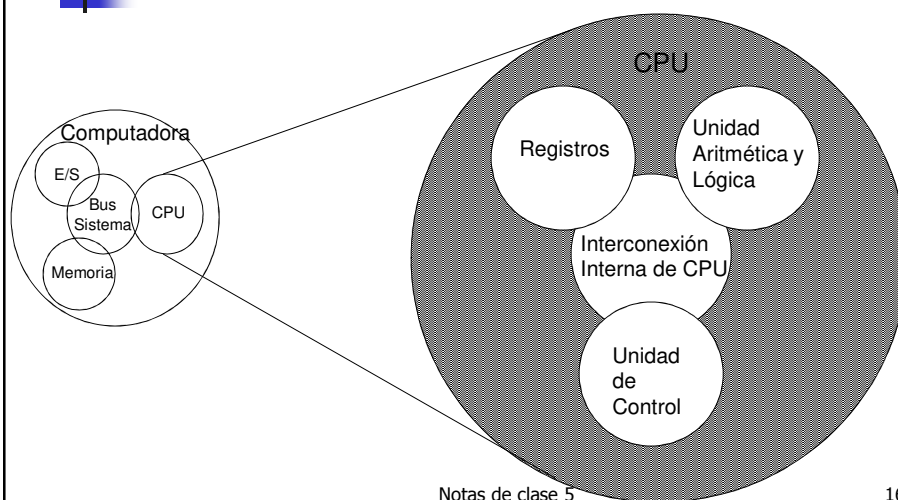 Computadora
E/S
Bus
Sistema
CPU
Memoria
CPU
Registros
Unidad
Aritmética y
Lógica
Interconexión
Interna de CPU
Unidad
de
Control
Notas de clase 5
16